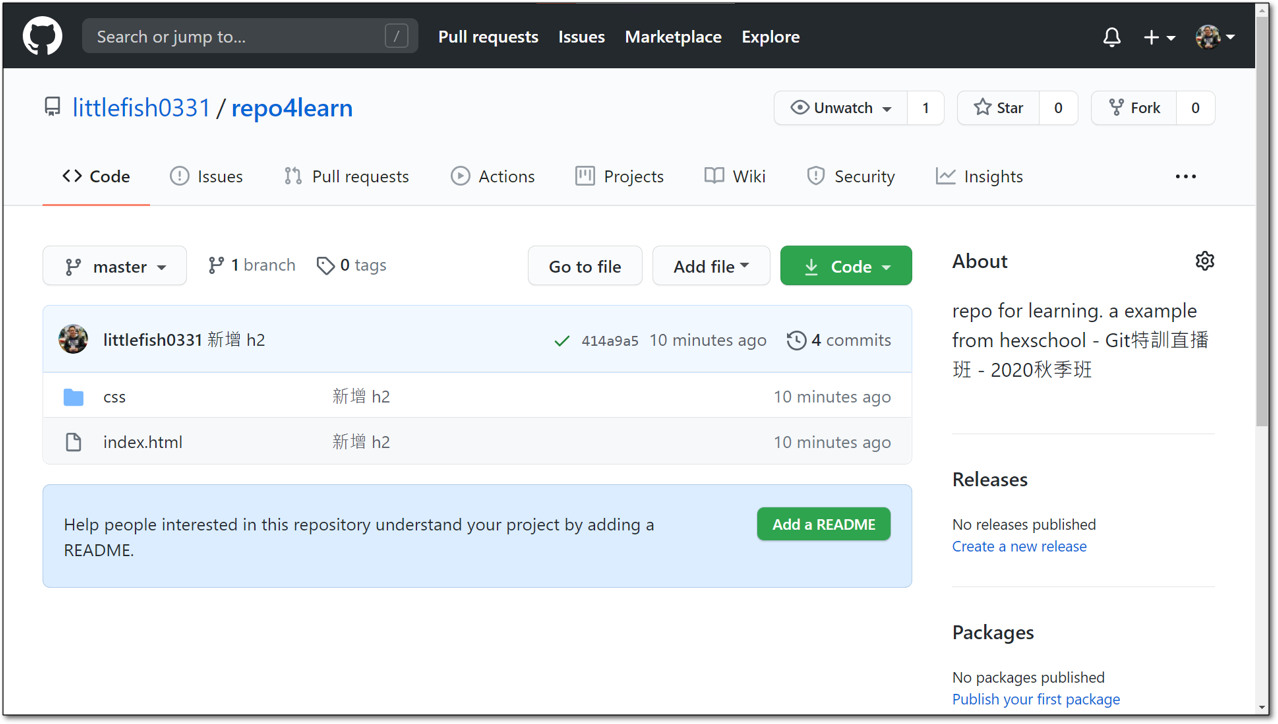 Search or jump to... /
Pull requests Issues Marketplace Explore
littlefish0331 / repo4learn
Unwatch 1 Star 0 Fork 0
Code Issues Pull requests Actions Projects Wiki Security Insights
master 1 branch 0 tags
Go to file Add file Code
littlefish0331 新增 h2 414a9a5 10 minutes ago 4 commits
css 新增 h2 10 minutes ago
index.html 新增 h2 10 minutes ago
Help people interested in this repository understand your project by adding a
README.
Add a README
About
repo for learning. a example
from hexschool - Git特訓直播
班 - 2020秋季班
Releases
No releases published
Create a new release
Packages
No packages published
Publish your first package